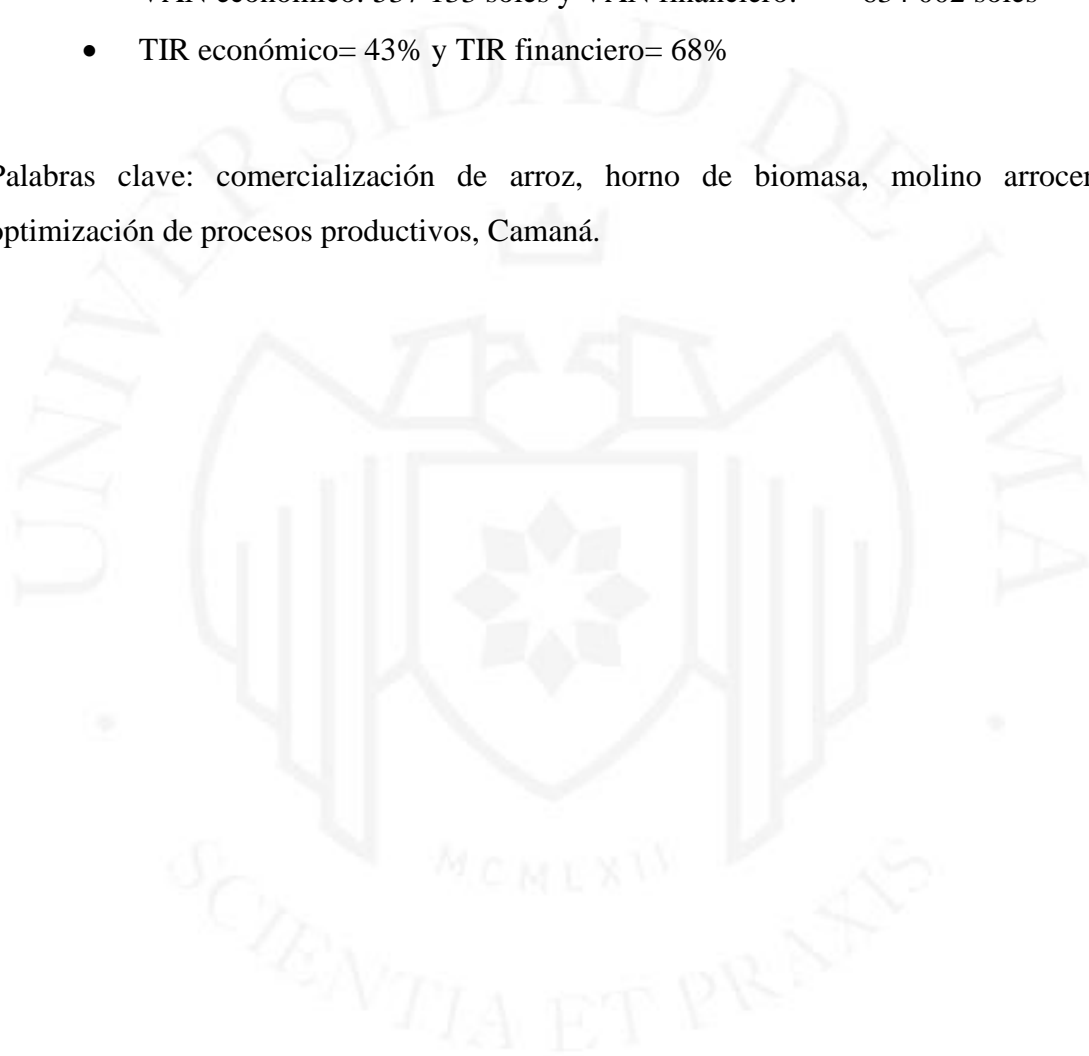 • TIR económico= 43% y TIR financiero= 68%
Palabras clave: comercialización de arroz, horno de biomasa, molino
optimización de procesos productivos, Camaná.
UNIVERSIDAD DE LIMA
MCMLXII
SCIENTIA ET PRAXIS